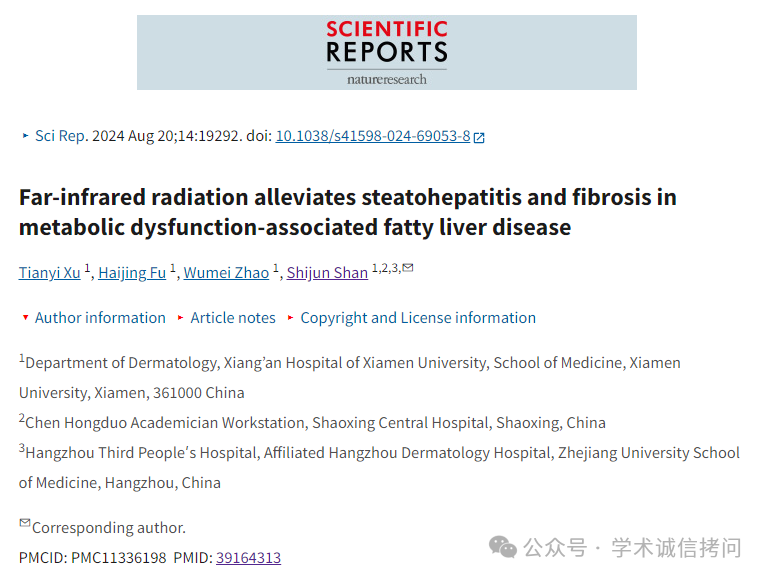 SCIENTIFIC
REPORTS
natureresearch
Sci Rep. 2024 Aug 20;14:19292. doi: 10.1038/s41598-024-69053-8
Far-infrared radiation alleviates steatohepatitis and fibrosis in
metabolic dysfunction-associated fatty liver disease
Tianyi Xu 1, Haijing Fu 1, Wumei Zhao 1, Shijun Shan 1,2,3,✉
Author information Article notes Copyright and License information
1Department of Dermatology, Xiang’an Hospital of Xiamen University, School of Medicine, Xiamen
University, Xiamen, 361000 China
2Chen Hongduo Academician Workstation, Shaoxing Central Hospital, Shaoxing, China
3Hangzhou Third People′s Hospital, Affiliated Hangzhou Dermatology Hospital, Zhejiang University School
of Medicine, Hangzhou, China
✉Corresponding author.
PMCID: PMC11336198 PMID: 39164313
公众号 · 学术诚信拷问